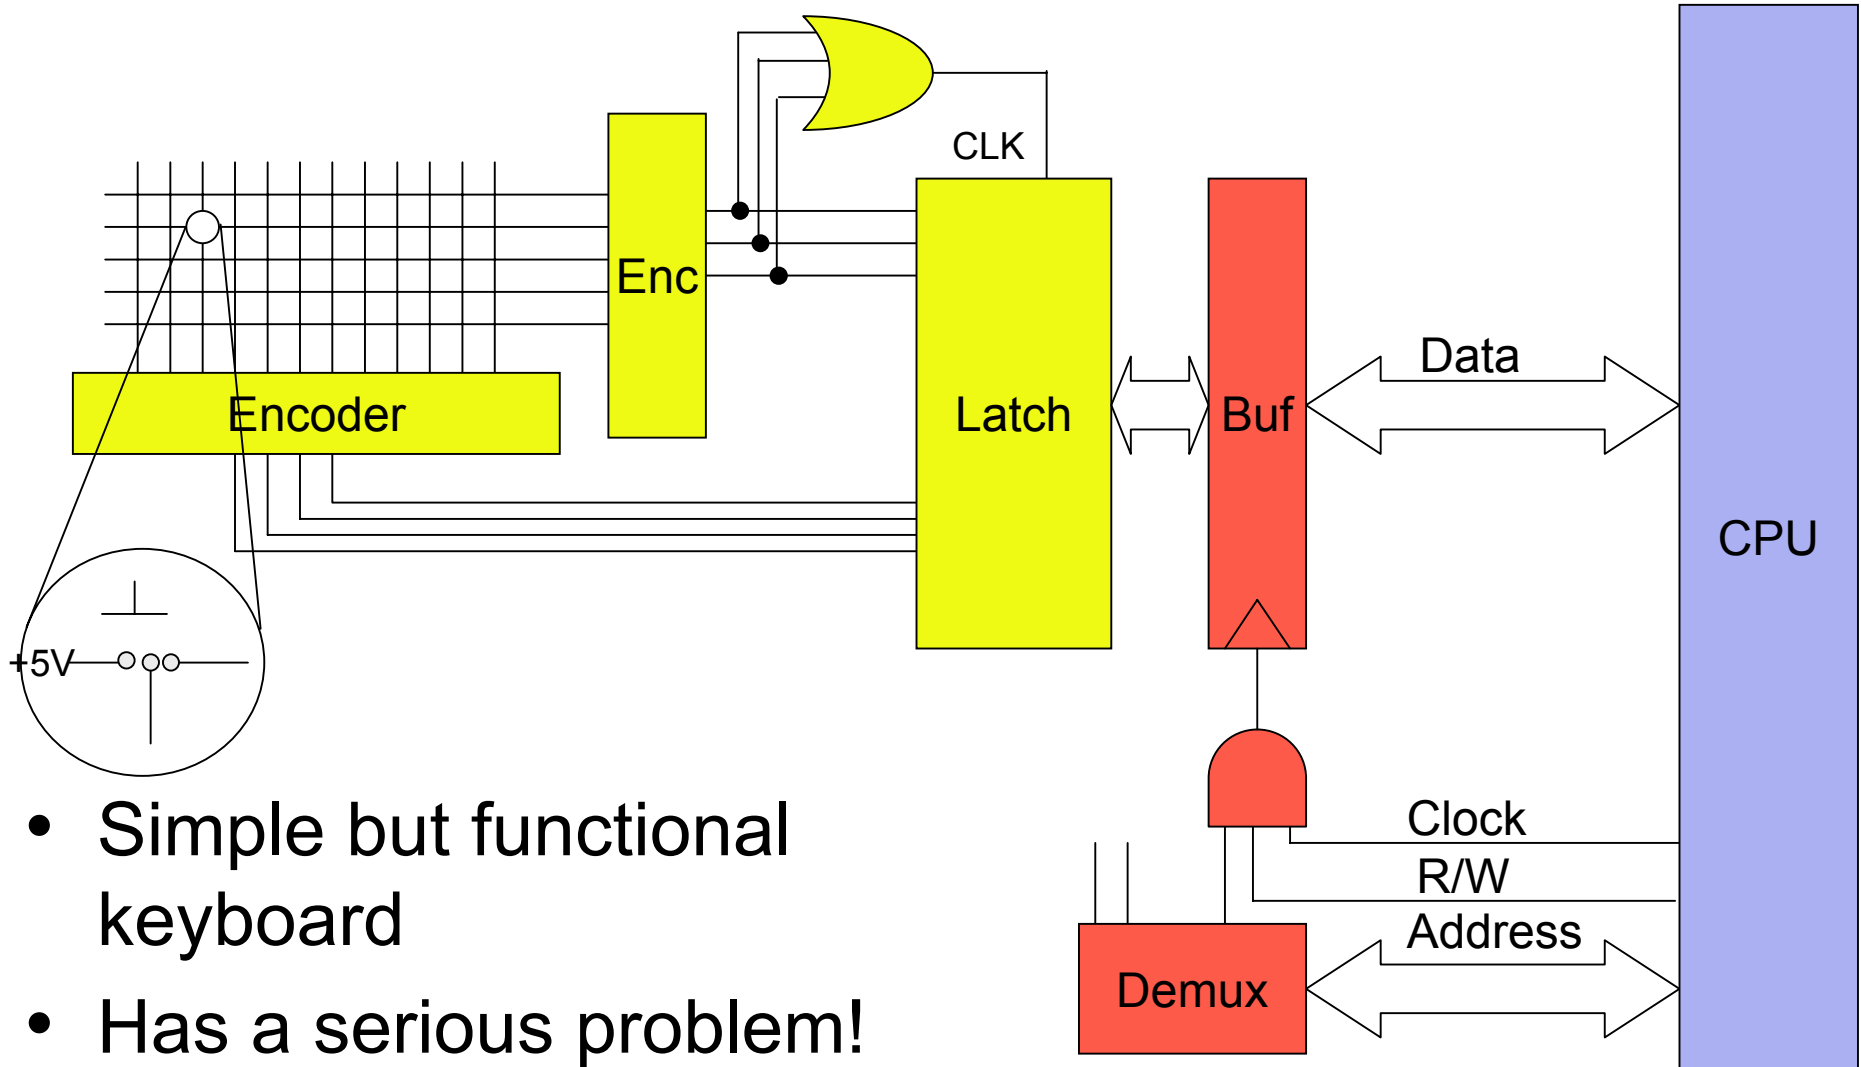 CLK
Enc
Data
Encoder
Latch
Buf
CPU
+5V
• Simple but functional
keyboard
• Has a serious problem!
Clock
R/W
Address
Demux